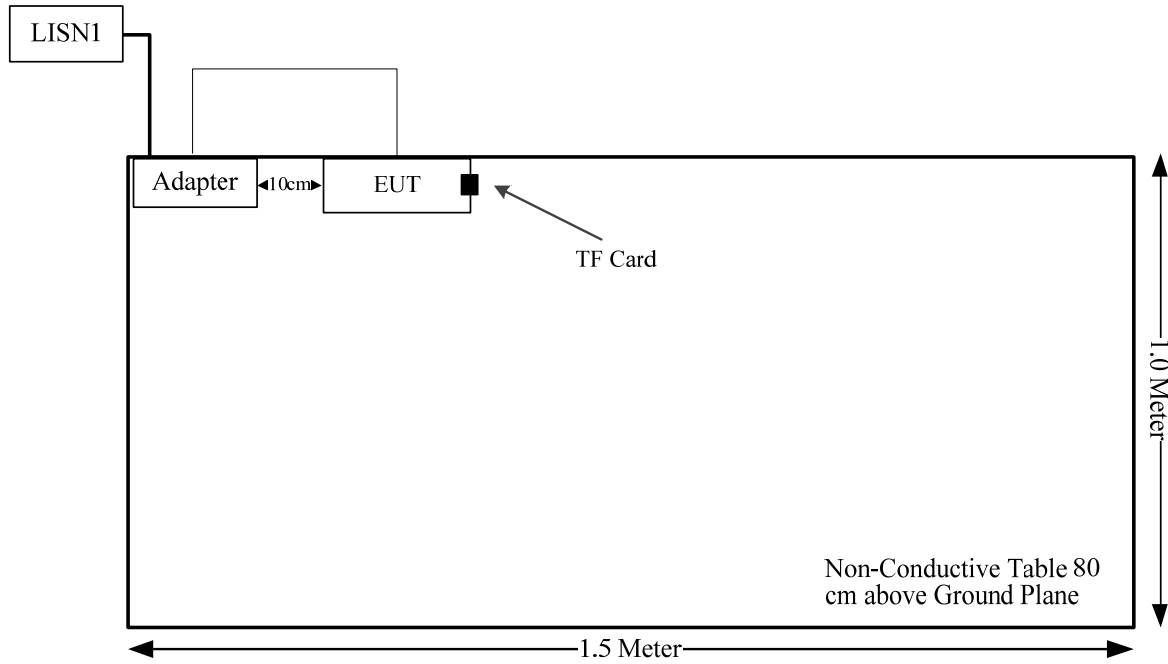 LISN1
Adapter
10cm
EUT
TF Card
1.0 Meter
Non-Conductive Table 80
cm above Ground Plane
1.5 Meter